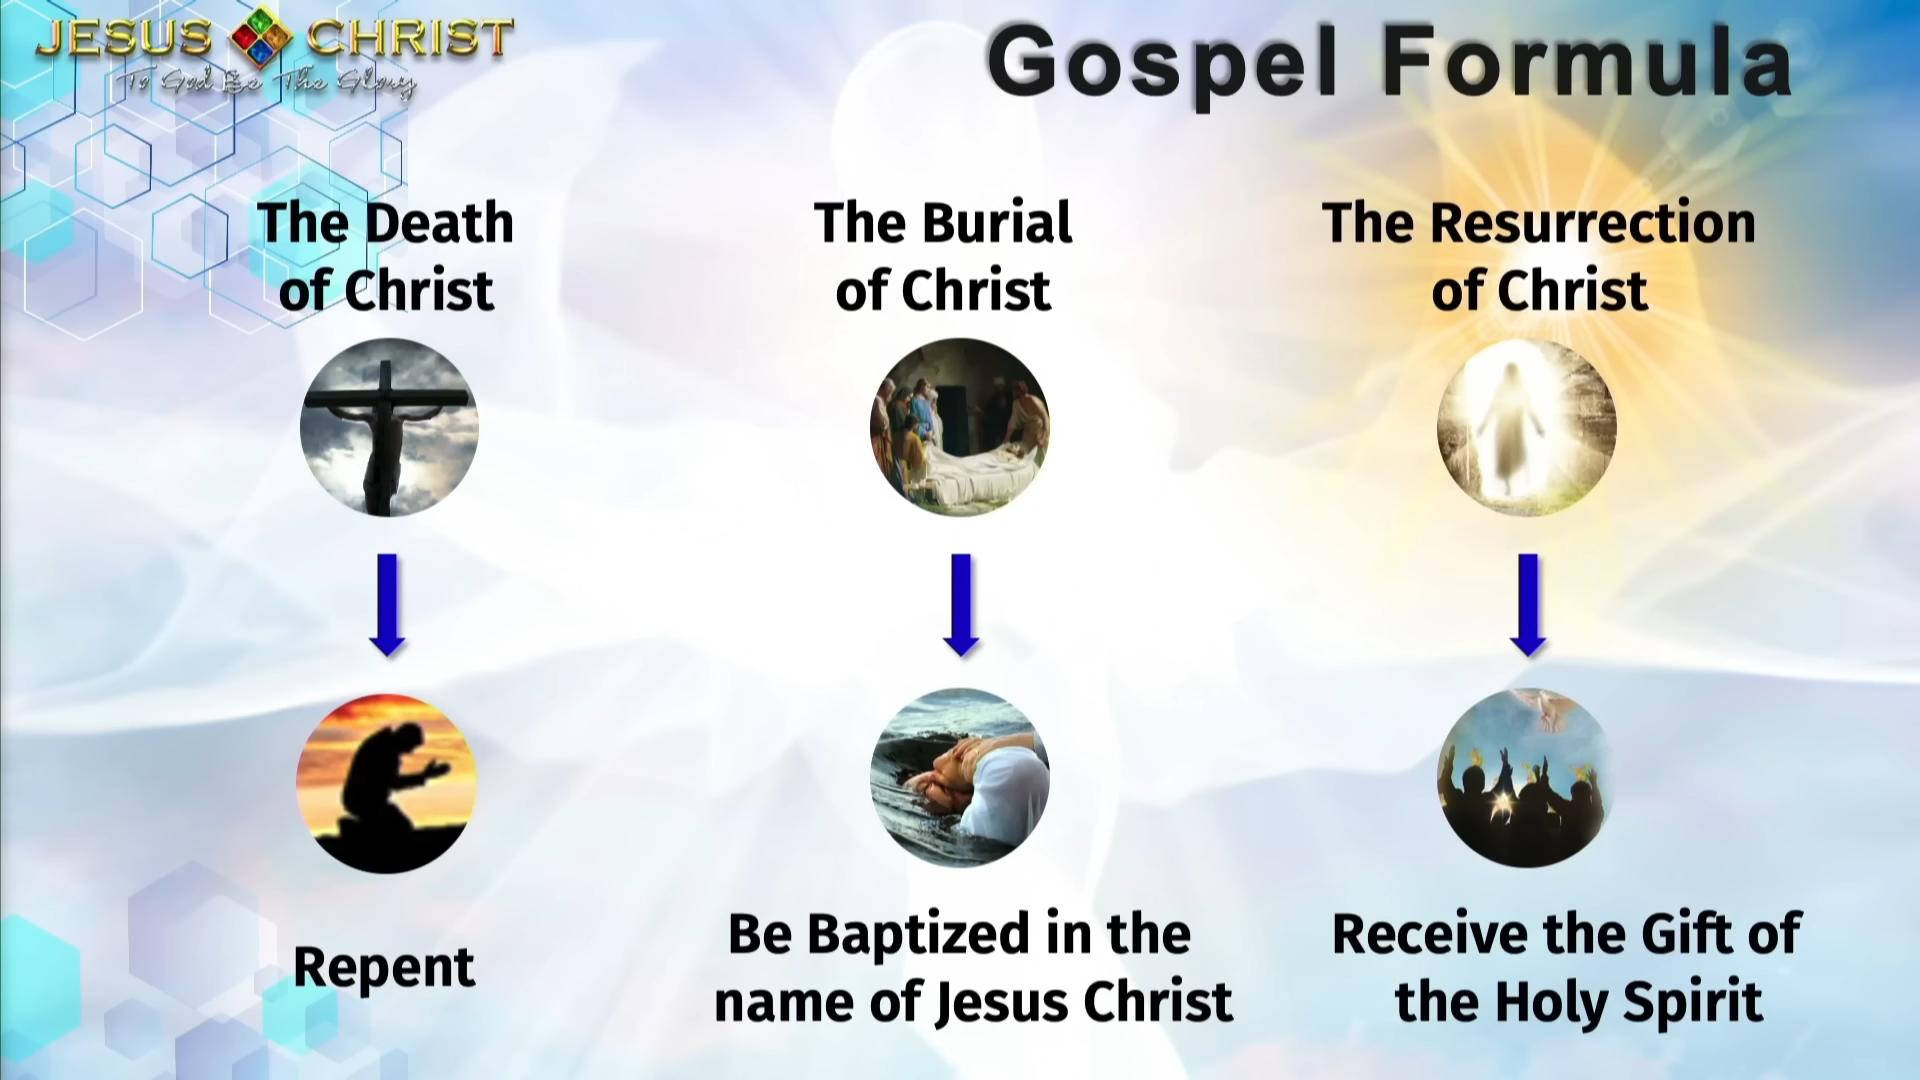 JESUS CHRIST
To God Be The Glory
Gospel Formula
The Death
of Christ
The Burial
of Christ
The Resurrection
of Christ
Repent
Be Baptized in the
name of Jesus Christ
Receive the Gift of
the Holy Spirit